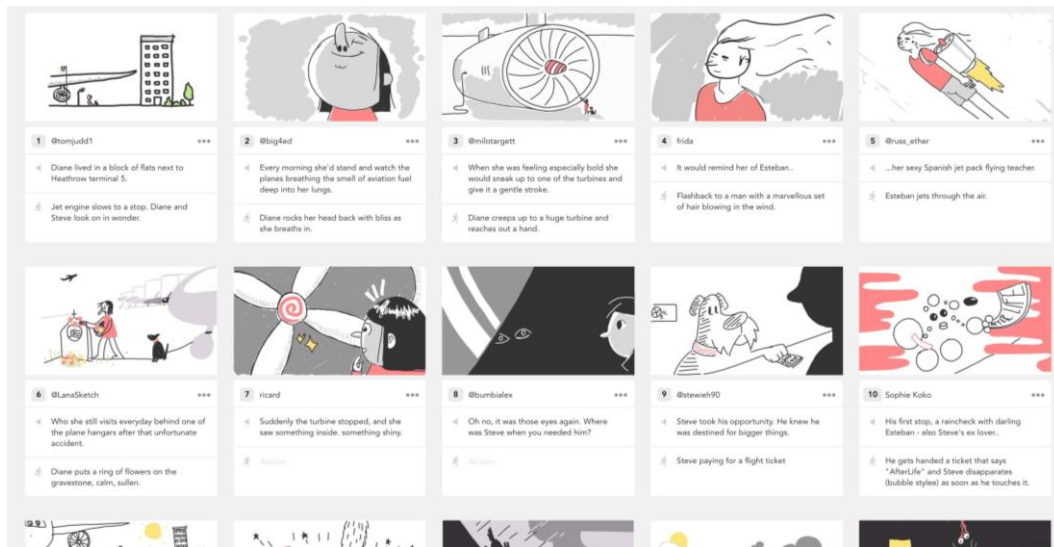 1 @tomjudd1
Diane lived in a block of flats next to
Heathrow terminal 5.
Jet engine slows to a stop. Diane and
Steve look on in wonder.
2 @big4ed
Every morning she'd stand and watch the
planes breathing the smell of aviation fuel
deep into her lungs.
Diane rocks her head back with bliss as
she breaths in.
3 @milotargett
When she was feeling especially bold she
would sneak up to one of the turbines and
give it a gentle stroke.
Diane creeps up to a huge turbine and
reaches out a hand.
4 frida
It would remind her of Esteban..
Flashback to a man with a marvellous set
of hair blowing in the wind.
5 @russ_ether
...her sexy Spanish jet pack flying teacher.
Esteban jets through the air.
6 @LanaSketch
Who she still visits everyday behind one of
the plane hangars after that unfortunate
accident.
Diane puts a ring of flowers on the
gravestone, calm, sullen.
7 ricard
Suddenly the turbine stopped, and she
saw something inside. something shiny.
Action
8 @bumbialex
Oh no, it was those eyes again. Where
was Steve when you needed him?
Action
9 @stewieh90
Steve took his opportunity. He knew he
was destined for bigger things.
Steve paying for a flight ticket
10 Sophie Koko
His first stop, a raincheck with darling
Esteban - also Steve's ex lover..
He gets handed a ticket that says
"AfterLife" and Steve disapparates
(bubble stylee) as soon as he touches it.